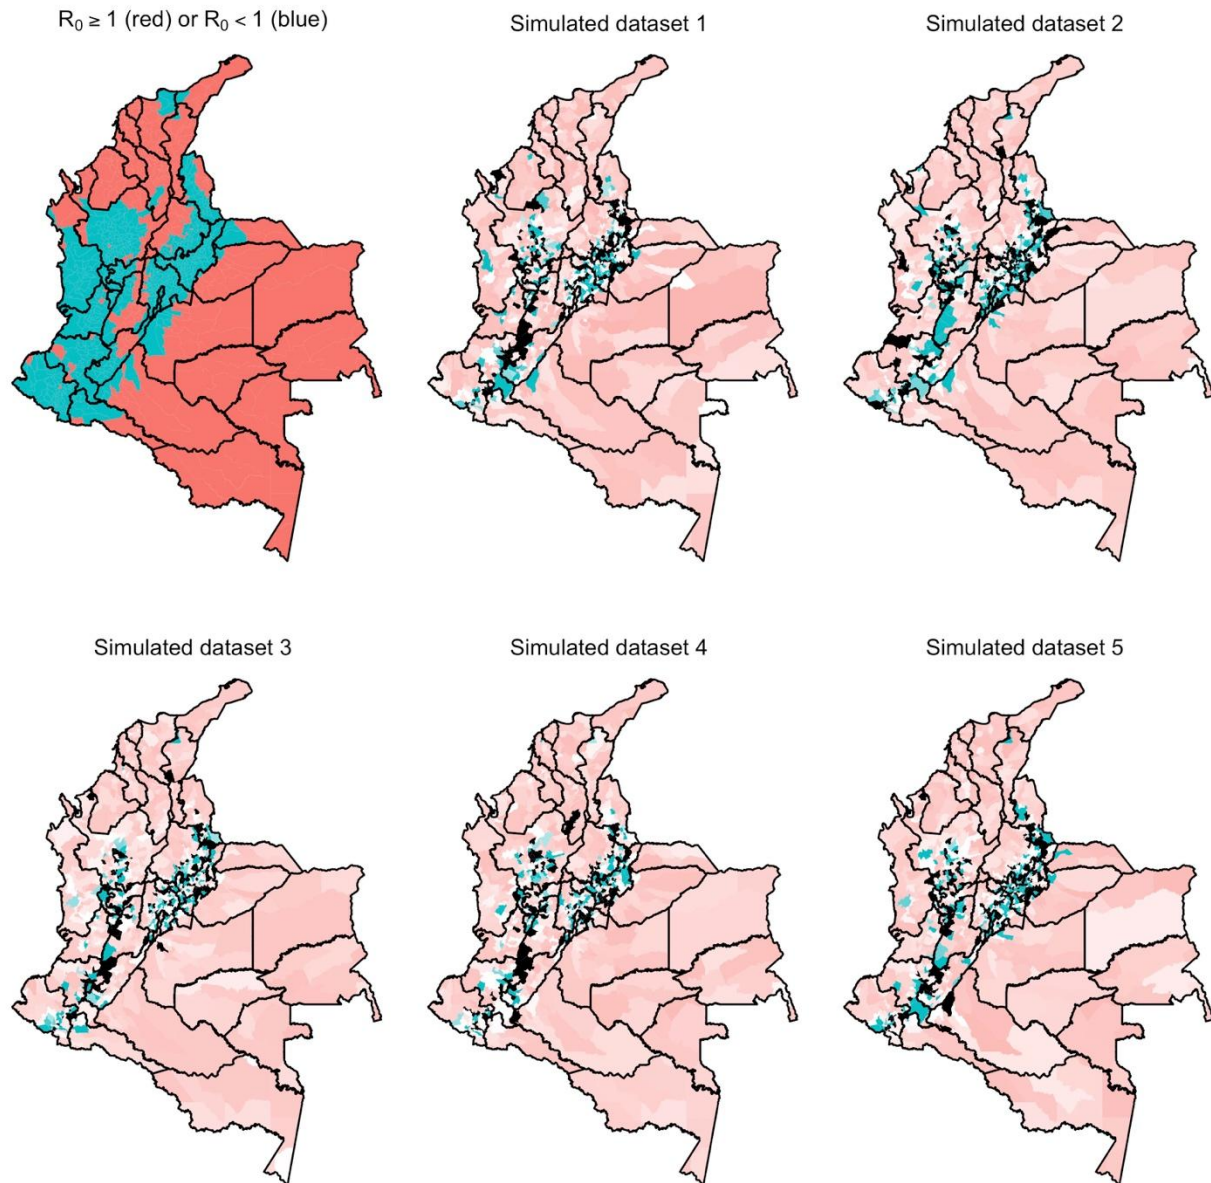 R₀ ≥ 1 (red) or R₀ < 1 (blue)
Simulated dataset 1
Simulated dataset 2
Simulated dataset 3
Simulated dataset 4
Simulated dataset 5